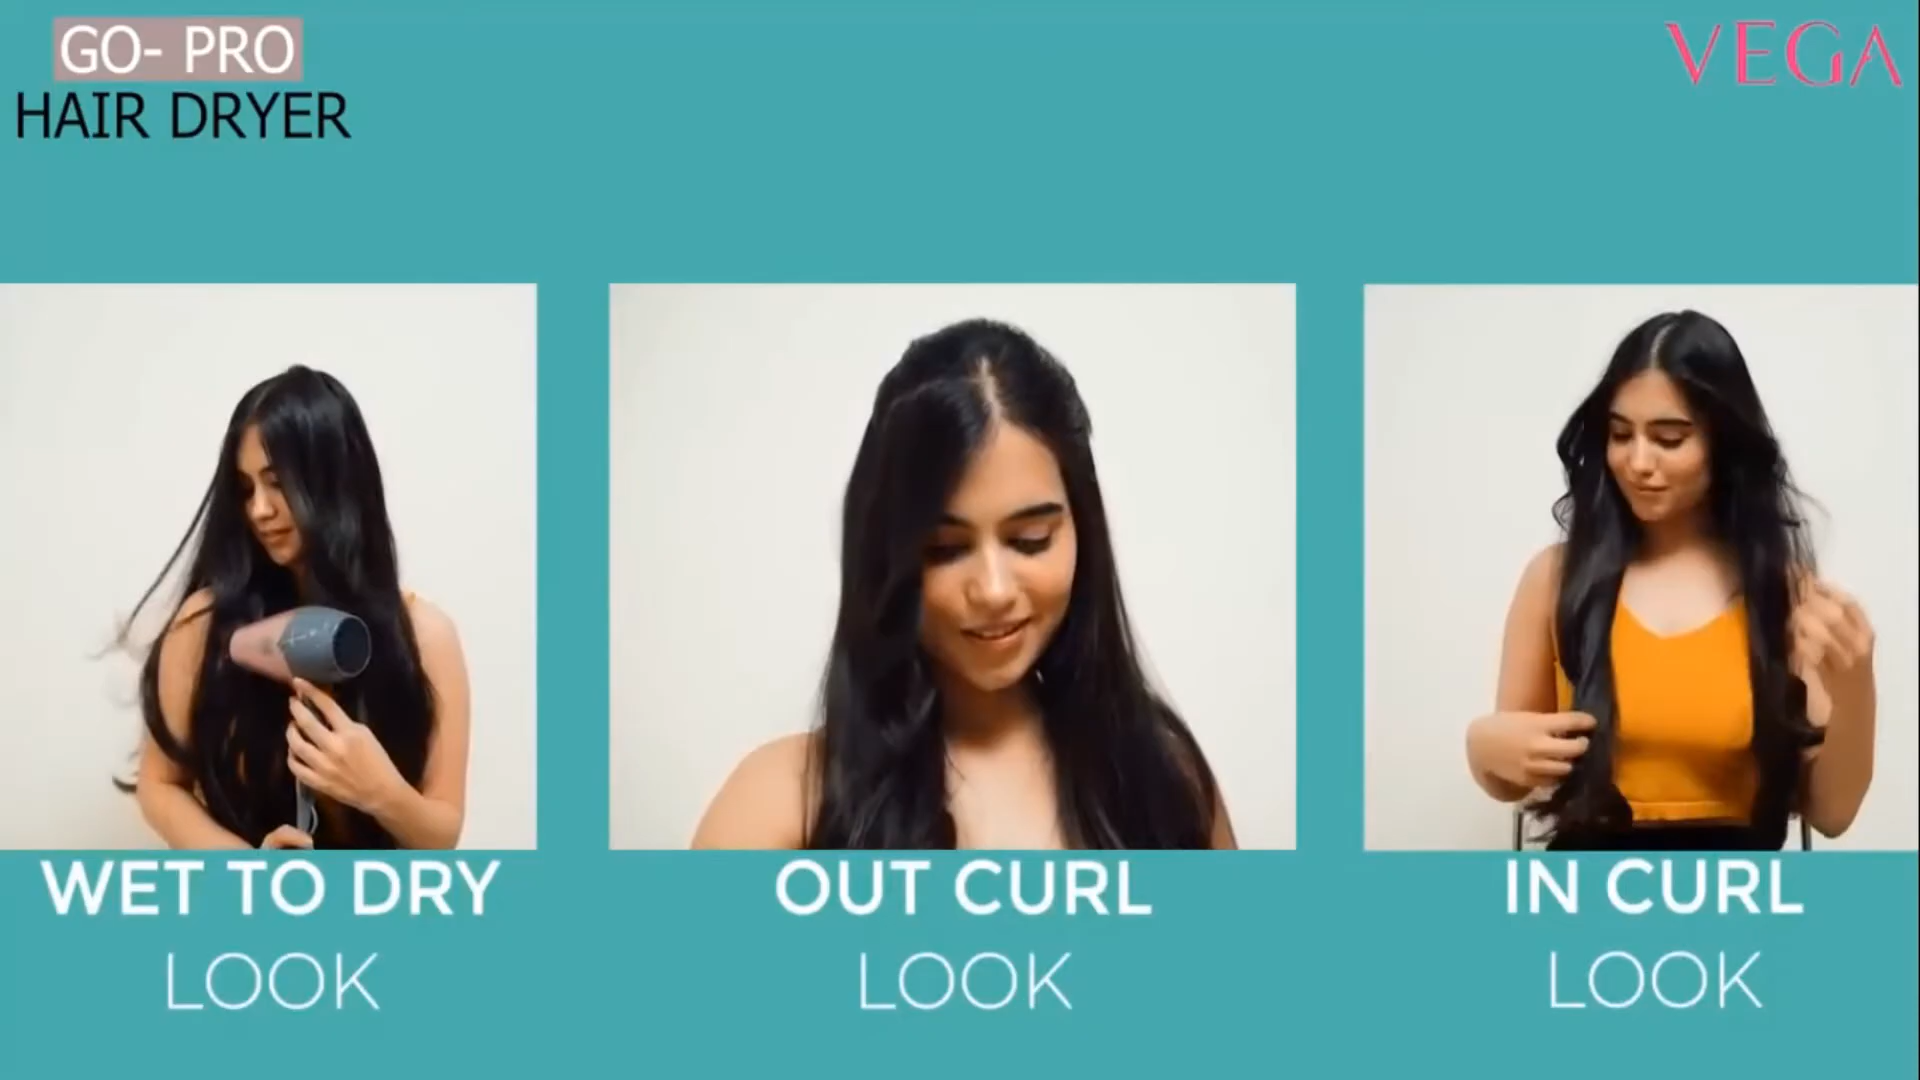 GO- PRO
HAIR DRYER
VEGA
WET TO DRY
LOOK
OUT CURL
LOOK
IN CURL
LOOK